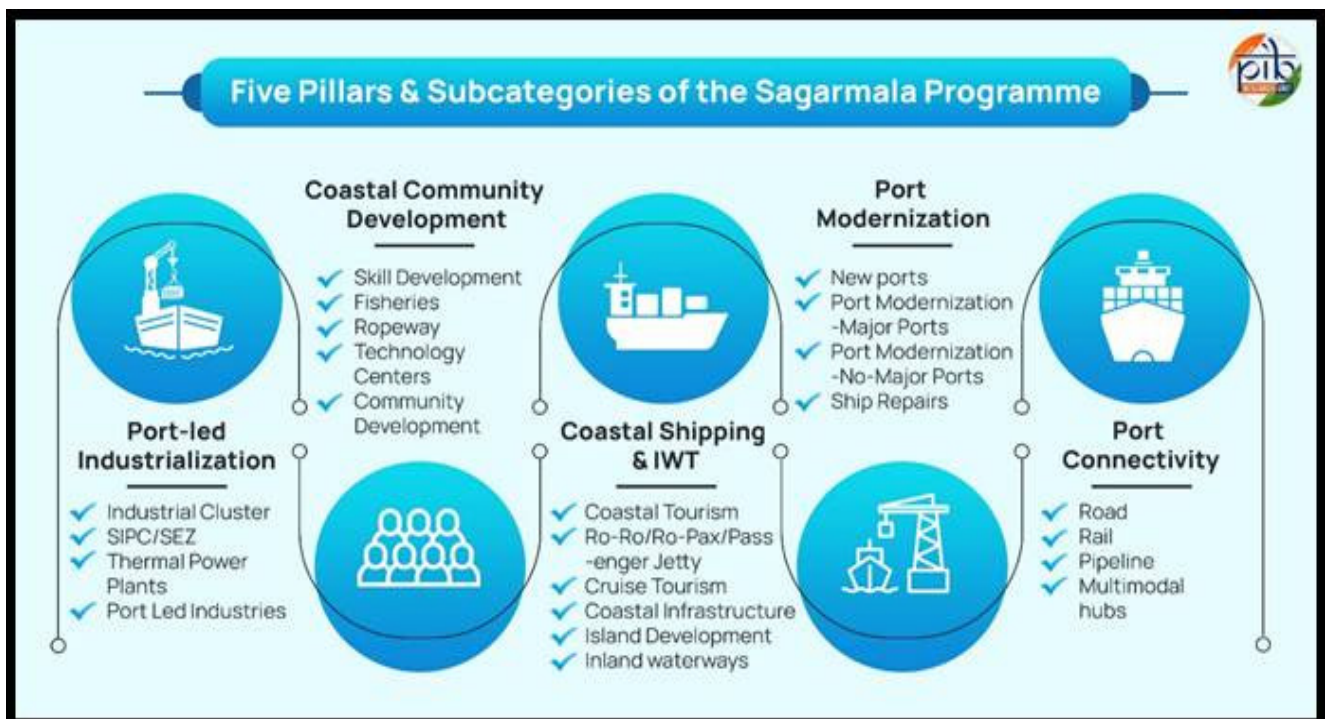 Five Pillars & Subcategories of the Sagarmala Programme
pib
Port-led
Industrialization
Industrial Cluster
SIPC/SEZ
Thermal Power
Plants
Port Led Industries
Coastal Community
Development
Skill Development
Fisheries
Ropeway
Technology
Centers
Community
Development
Coastal Shipping
& IWT
Coastal Tourism
Ro-Ro/Ro-Pax/Pass
-enger Jetty
Cruise Tourism
Coastal Infrastructure
Island Development
Inland waterways
Port
Modernization
New ports
Port Modernization
-Major Ports
Port Modernization
-No-Major Ports
Ship Repairs
Port
Connectivity
Road
Rail
Pipeline
Multimodal
hubs